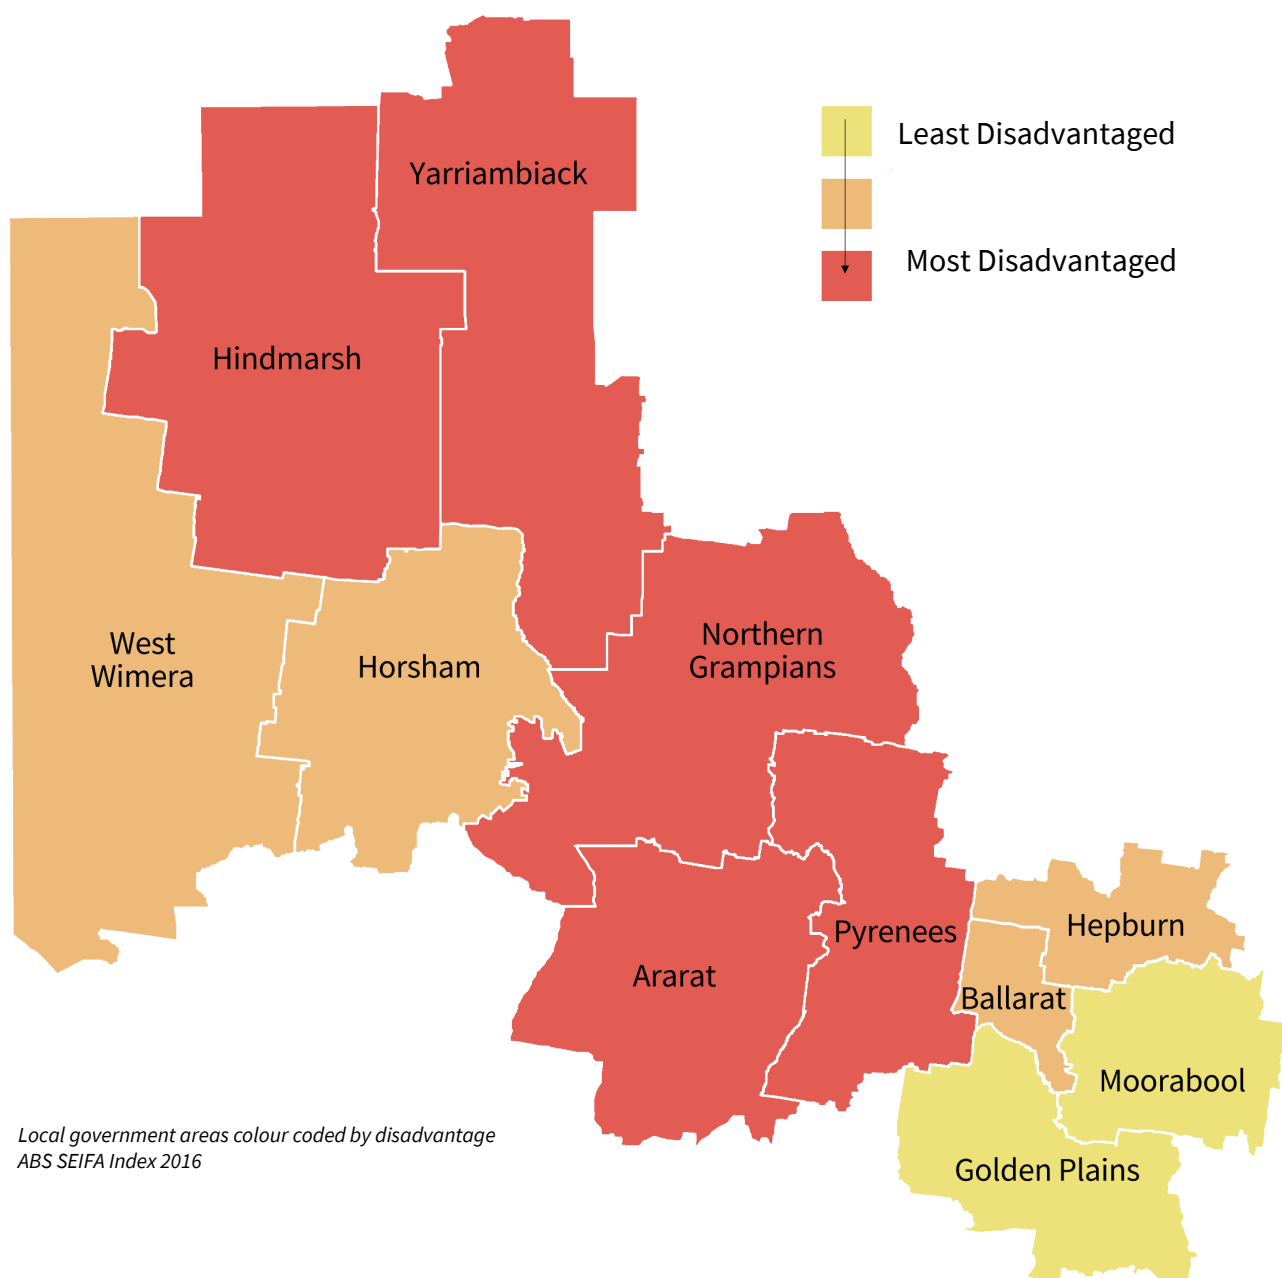 Least Disadvantaged
Yarriambiack
Most Disadvantaged
Hindmarsh
Northern
Grampians
West
Wimera
Horsham
Hepburn
Pyrenees
Ararat
Ballarat
Moorabool
Golden Plains
Local government areas colour coded by disadvantage
ABS SEIFA Index 2016